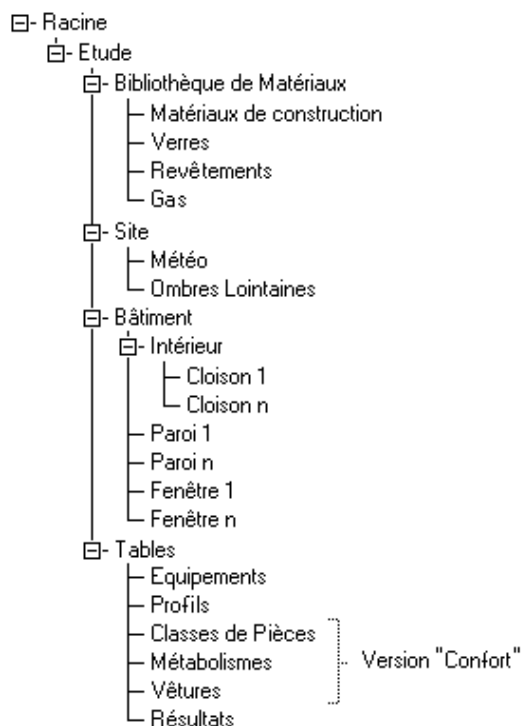 Racine
Etude
Bibliothèque de Matériaux
Matériaux de construction
Verres
Revêtements
Gas
Site
Météo
Ombres Lointaines
Bâtiment
Intérieur
Cloison 1
Cloison n
Paroi 1
Paroi n
Fenêtre 1
Fenêtre n
Tables
Equipements
Profils
Classes de Pièces
Métabolismes Version "Confort"
Vêtures
Résultats